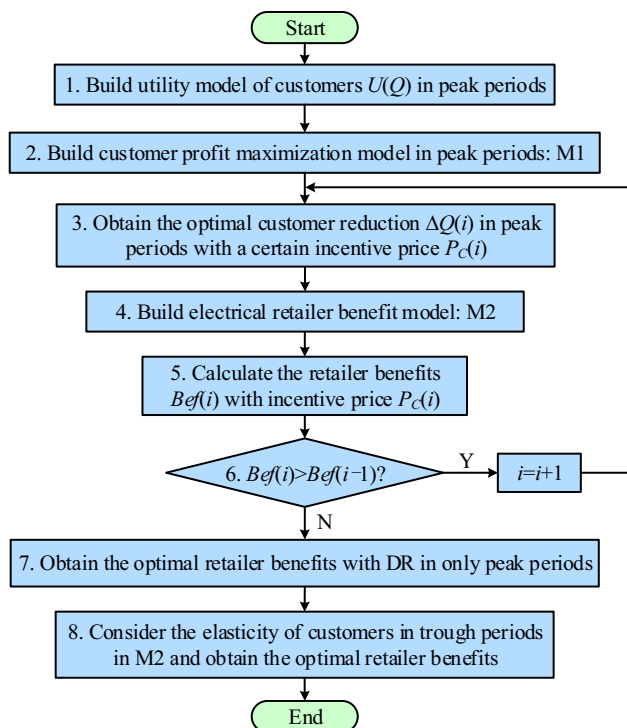 Start
1. Build utility model of customers U(Q) in peak periods
2. Build customer profit maximization model in peak periods: M1
3. Obtain the optimal customer reduction ΔQ(i) in peak
periods with a certain incentive price P_C(i)
4. Build electrical retailer benefit model: M2
5. Calculate the retailer benefits
Bef(i) with incentive price P_C(i)
6. Bef(i)>Bef(i−1)?
Y
i=i+1
N
7. Obtain the optimal retailer benefits with DR in only peak periods
8. Consider the elasticity of customers in trough periods
in M2 and obtain the optimal retailer benefits
End